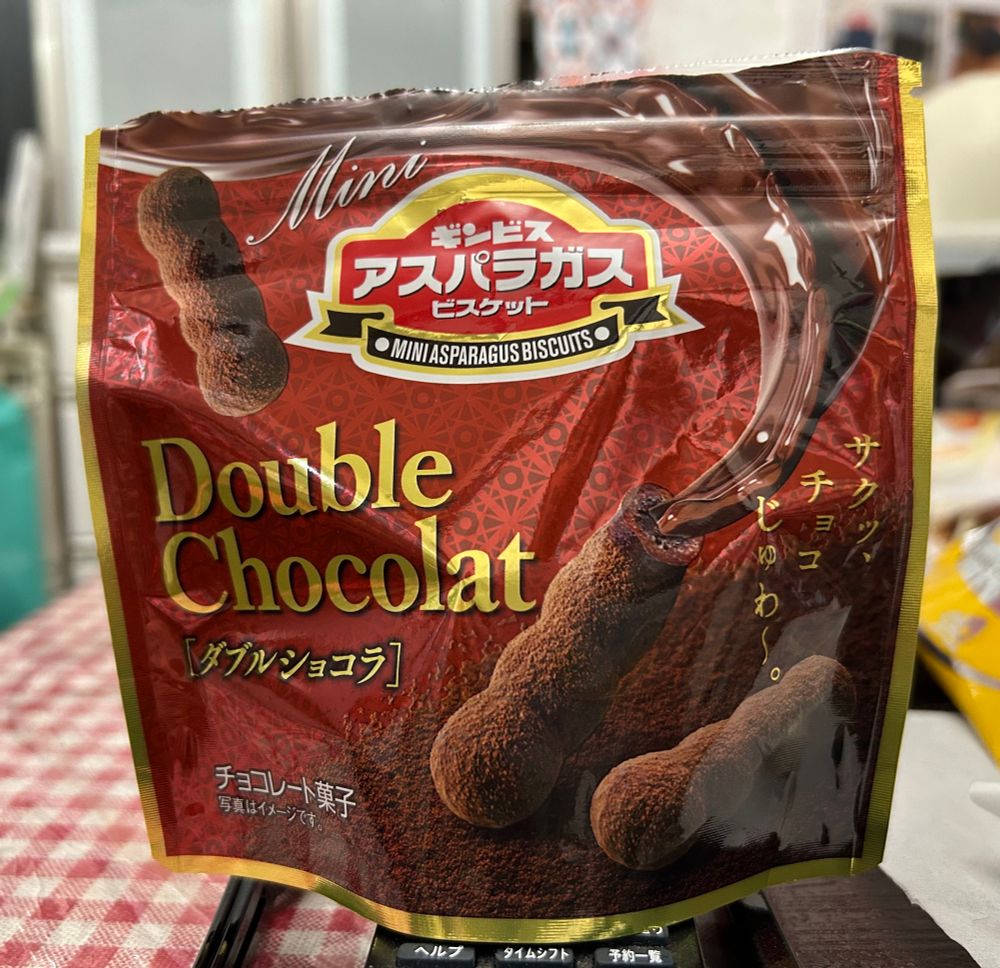 Mini
ギンビス
アスパラガス
ビスケット
MINI ASPARAGUS BISCUITS
Double
Chocolat
[ダブルショコラ]
サクッ、
チョコ
じゅわ〜。
チョコレート菓子
写真はイメージです。
ヘルプ
タイムシフト
予約一覧